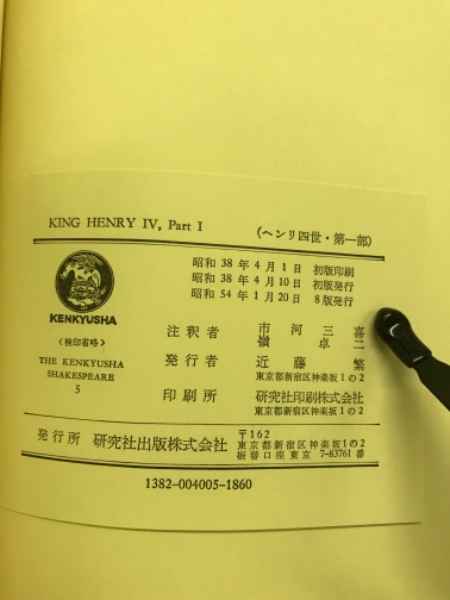 KING HENRY IV, Part I
(ヘンリ四世・第一部)
昭和 38 年 4 月 1 日 初版印刷
昭和 38 年 4 月 10 日 初版発行
昭和 54 年 1 月 20 日 8版発行
KENKYUSHA
<検印省略>
THE KENKYUSHA
SHAKESPEARE
5
注釈者 市河三喜
嶺卓二
発行者 近藤繁
東京都新宿区神楽坂1の2
印刷所 研究社印刷株式会社
東京都新宿区神楽坂1の2
発行所 研究社出版株式会社
〒162
東京都新宿区神楽坂1の2
振替口座東京 7-83761 番
1382-004005-1860